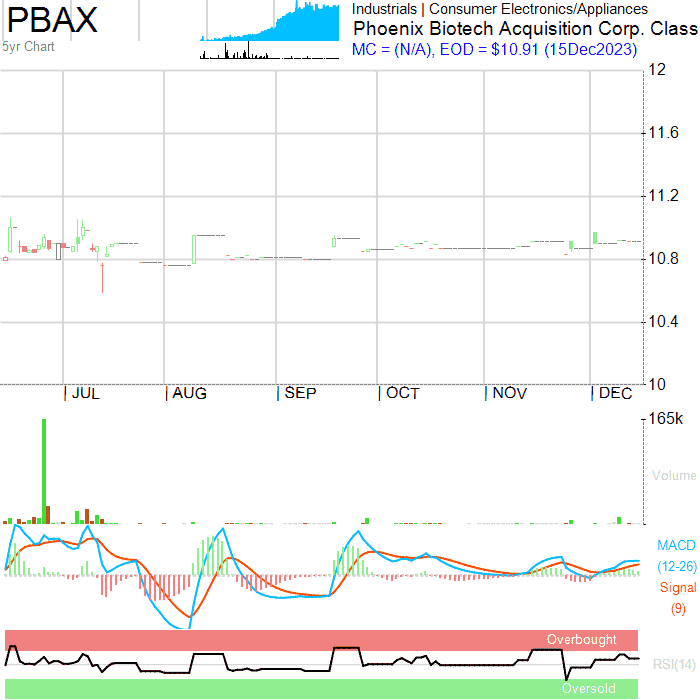 PBAX
5yr Chart
Industrials | Consumer Electronics/Appliances
Phoenix Biotech Acquisition Corp. Class
MC = (N/A), EOD = $10.91 (15Dec2023)
12
11.6
11.2
10.8
10.4
10
JUL
AUG
SEP
OCT
NOV
DEC
165k
Volume
MACD
(12-26)
Signal
(9)
Overbought
RSI(14)
Oversold